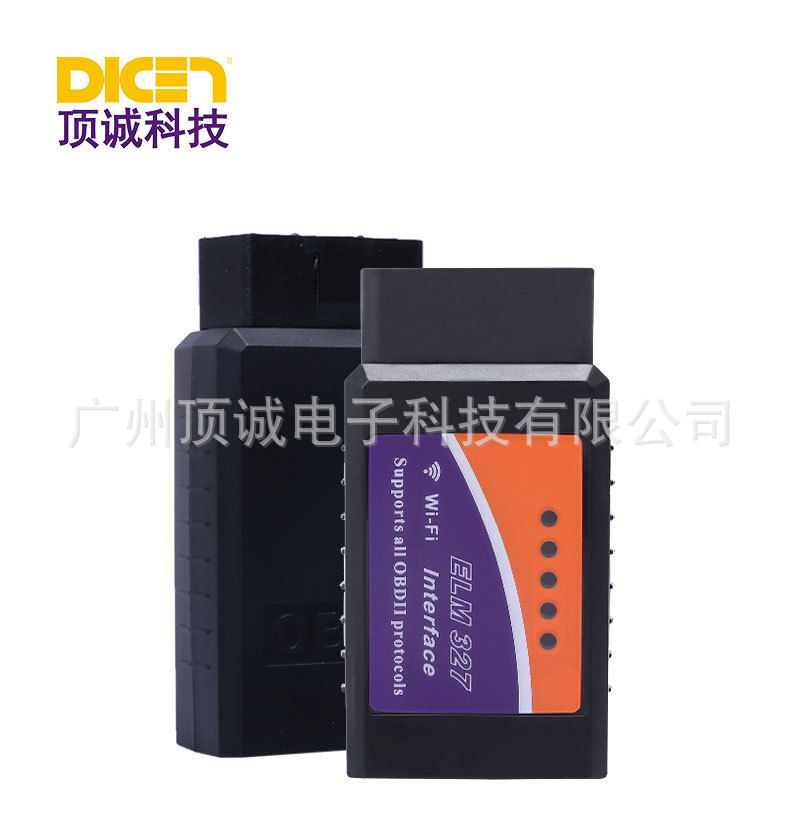 DICEN®
顶诚科技
广州顶诚电子科技有限公司
Wi-Fi
ELM 327
Interface
Supports all OBDII protocols